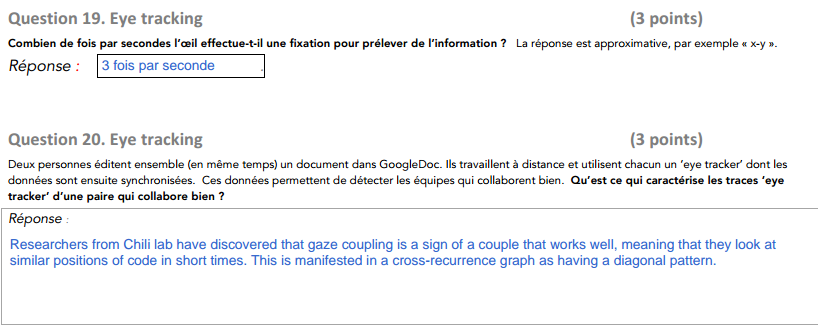 Question 19. Eye tracking (3 points)
Combien de fois par secondes l’œil effectue-t-il une fixation pour prélever de l’information ? La réponse est approximative, par exemple « x-y ».
Réponse : 3 fois par seconde .
Question 20. Eye tracking (3 points)
Deux personnes éditent ensemble (en même temps) un document dans GoogleDoc. Ils travaillent à distance et utilisent chacun un ‘eye tracker’ dont les
données sont ensuite synchronisées. Ces données permettent de détecter les équipes qui collaborent bien. Qu’est ce qui caractérise les traces ‘eye
tracker’ d’une paire qui collabore bien ?
Réponse :
Researchers from Chili lab have discovered that gaze coupling is a sign of a couple that works well, meaning that they look at
similar positions of code in short times. This is manifested in a cross-recurrence graph as having a diagonal pattern.